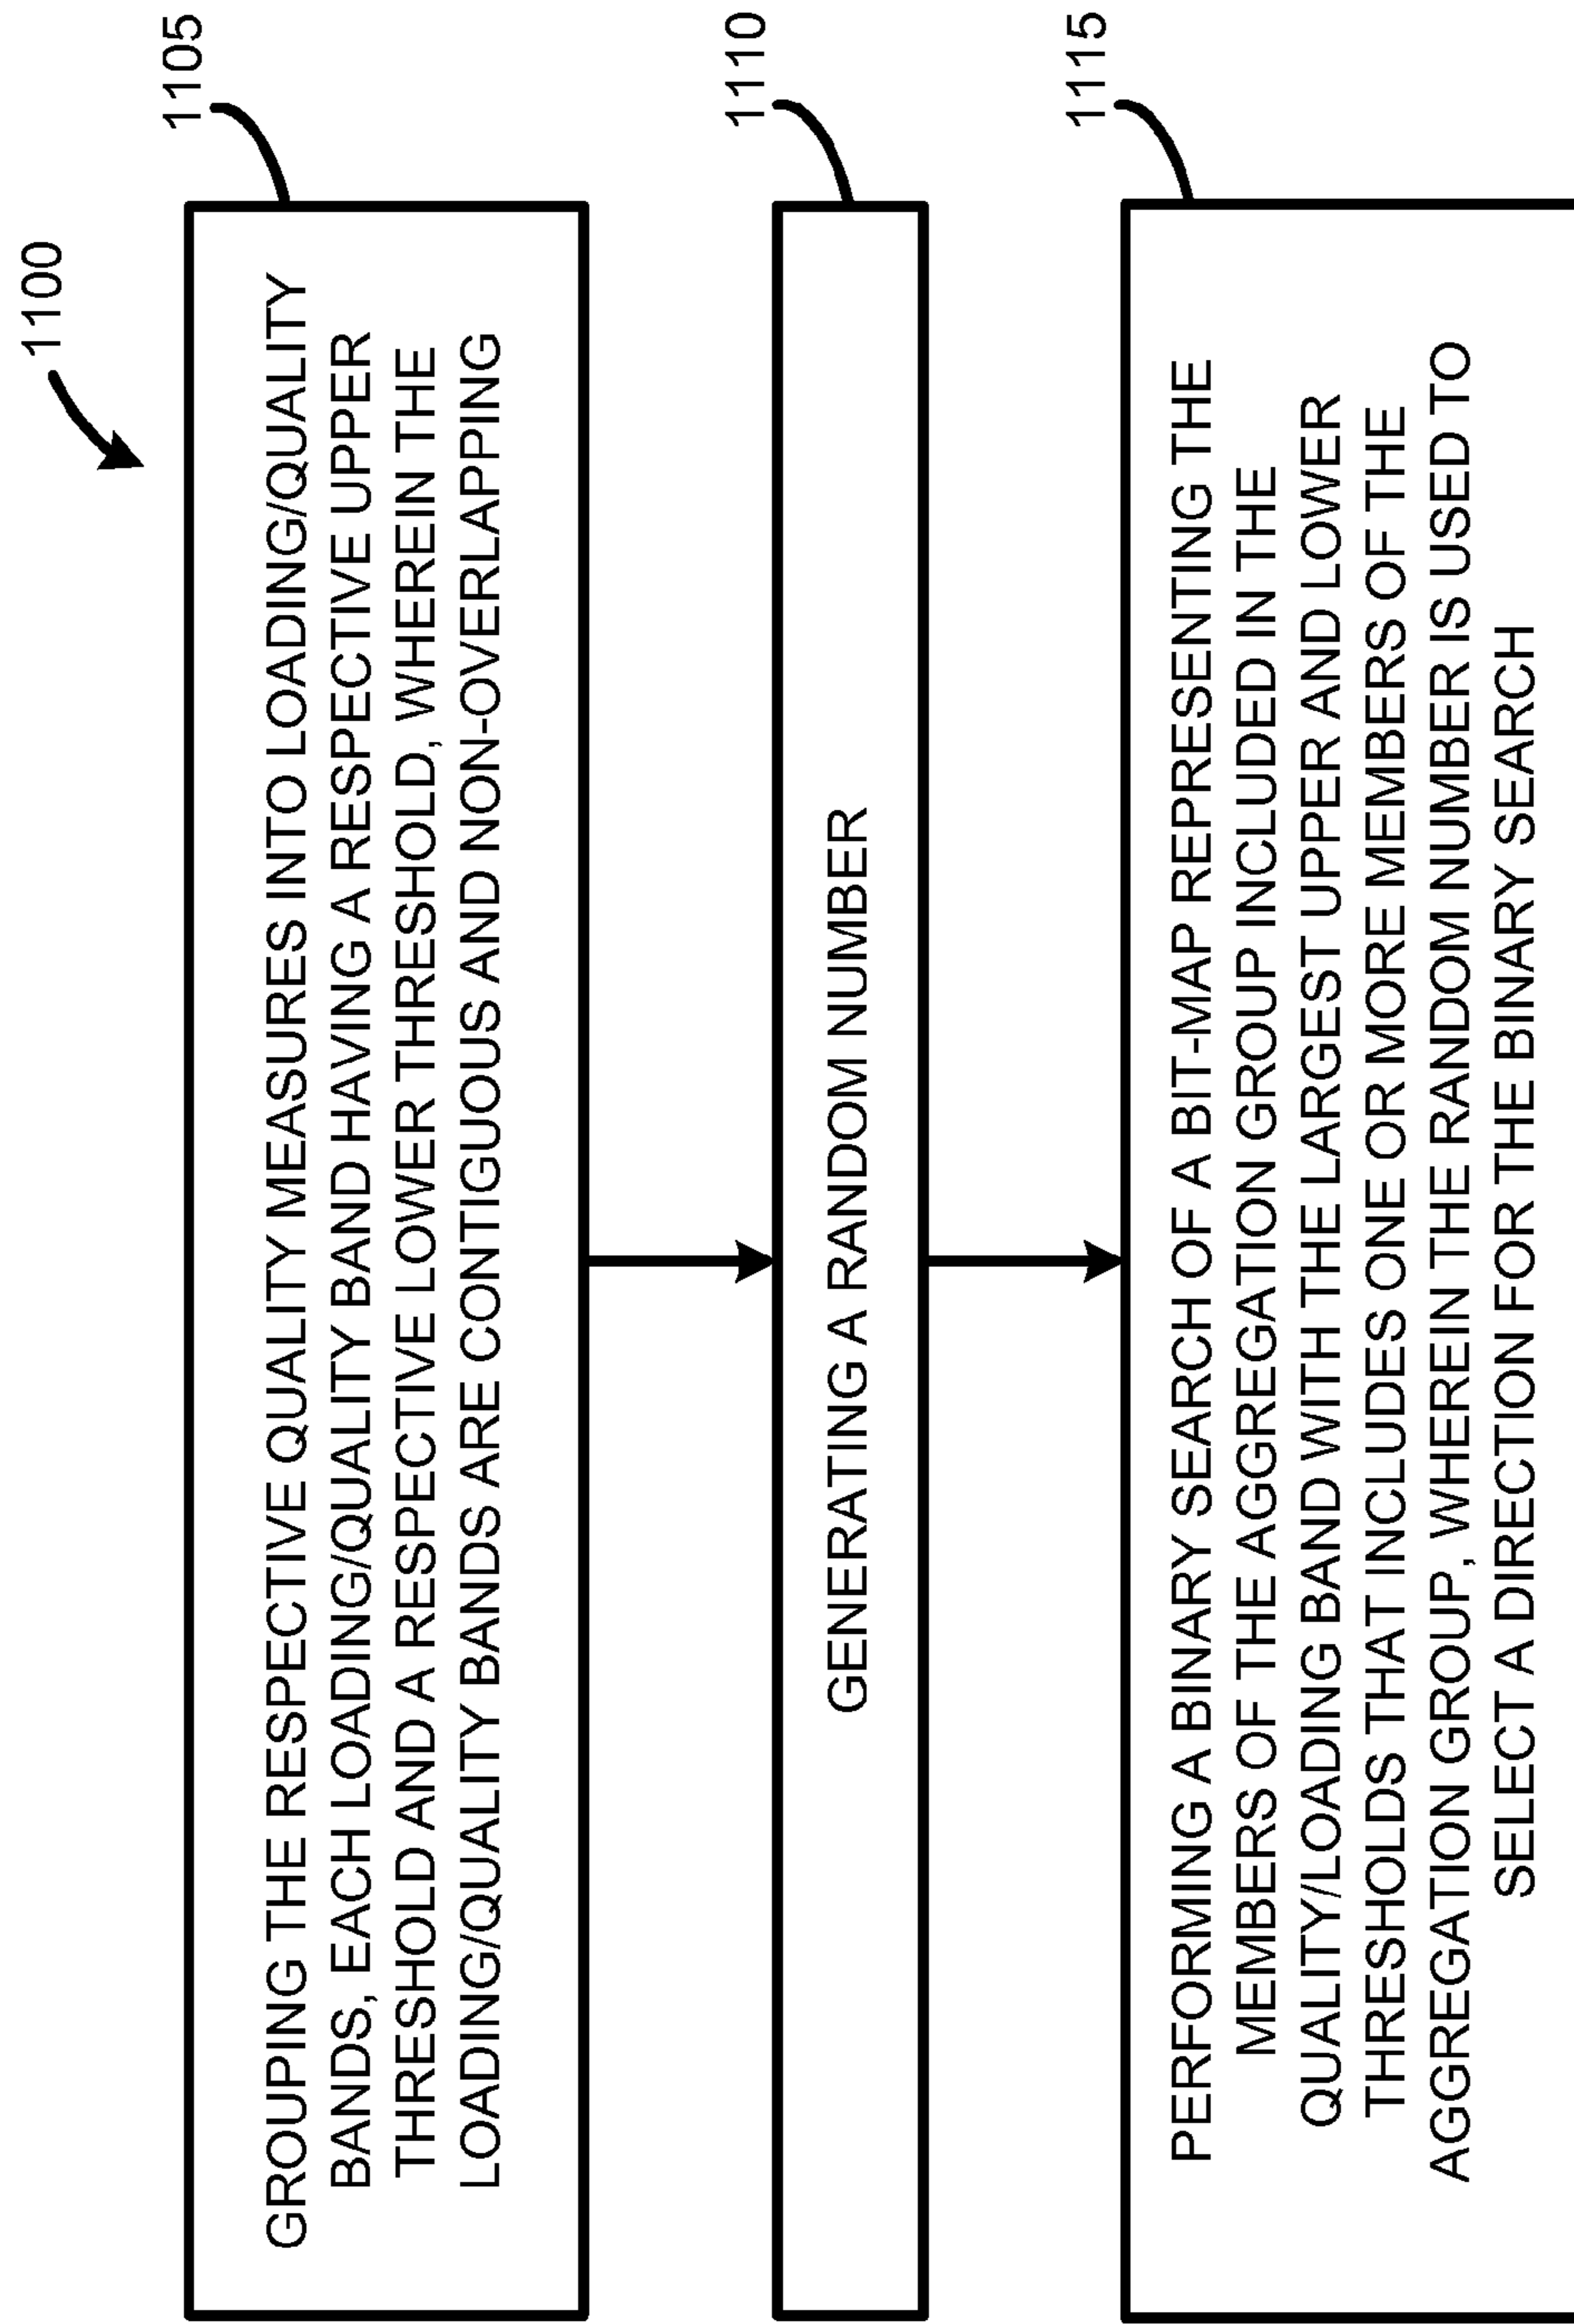 1100
1105
GROUPING THE RESPECTIVE QUALITY MEASURES INTO LOADING/QUALITY
BANDS, EACH LOADING/QUALITY BAND HAVING A RESPECTIVE UPPER
THRESHOLD AND A RESPECTIVE LOWER THRESHOLD, WHEREIN THE
LOADING/QUALITY BANDS ARE CONTIGUOUS AND NON-OVERLAPPING
1110
GENERATING A RANDOM NUMBER
1115
PERFORMING A BINARY SEARCH OF A BIT-MAP REPRESENTING THE
MEMBERS OF THE AGGREGATION GROUP INCLUDED IN THE
QUALITY/LOADING BAND WITH THE LARGEST UPPER AND LOWER
THRESHOLDS THAT INCLUDES ONE OR MORE MEMBERS OF THE
AGGREGATION GROUP, WHEREIN THE RANDOM NUMBER IS USED TO
SELECT A DIRECTION FOR THE BINARY SEARCH